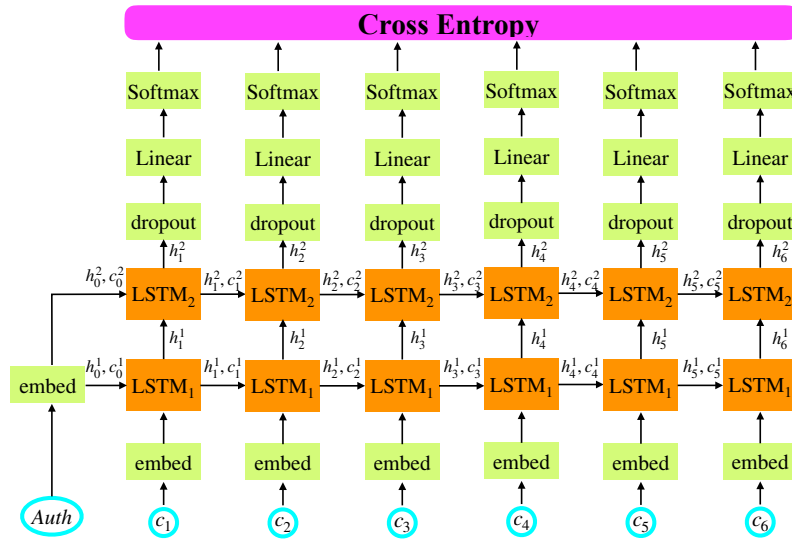 Cross Entropy
Softmax Softmax Softmax Softmax Softmax Softmax
Linear Linear Linear Linear Linear Linear
dropout dropout dropout dropout dropout dropout
h_1^2 h_2^2 h_3^2 h_4^2 h_5^2 h_6^2
h_0^2, c_0^2 h_1^2, c_1^2 h_2^2, c_2^2 h_3^2, c_3^2 h_4^2, c_4^2 h_5^2, c_5^2
LSTM_2 LSTM_2 LSTM_2 LSTM_2 LSTM_2 LSTM_2
h_1^1 h_2^1 h_3^1 h_4^1 h_5^1 h_6^1
h_0^1, c_0^1 h_1^1, c_1^1 h_2^1, c_2^1 h_3^1, c_3^1 h_4^1, c_4^1 h_5^1, c_5^1
embed LSTM_1 LSTM_1 LSTM_1 LSTM_1 LSTM_1 LSTM_1
embed embed embed embed embed embed
Auth c_1 c_2 c_3 c_4 c_5 c_6